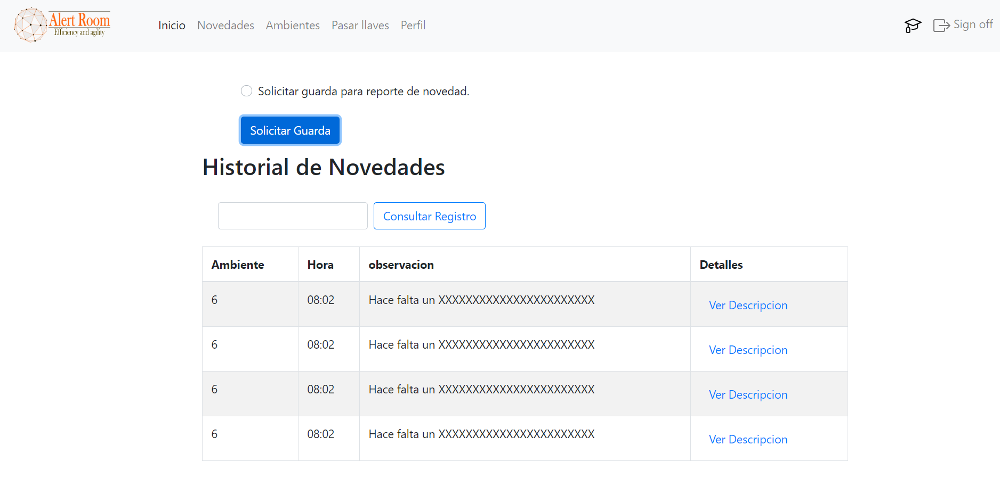 Alert Room
Efficiency and agility
Inicio Novedades Ambientes Pasar llaves Perfil Sign off
Solicitar guarda para reporte de novedad.
Solicitar Guarda
Historial de Novedades
Consultar Registro
Ambiente Hora observacion Detalles
6 08:02 Hace falta un XXXXXXXXXXXXXXXXXXXXXXX Ver Descripcion
6 08:02 Hace falta un XXXXXXXXXXXXXXXXXXXXXXX Ver Descripcion
6 08:02 Hace falta un XXXXXXXXXXXXXXXXXXXXXXX Ver Descripcion
6 08:02 Hace falta un XXXXXXXXXXXXXXXXXXXXXXX Ver Descripcion